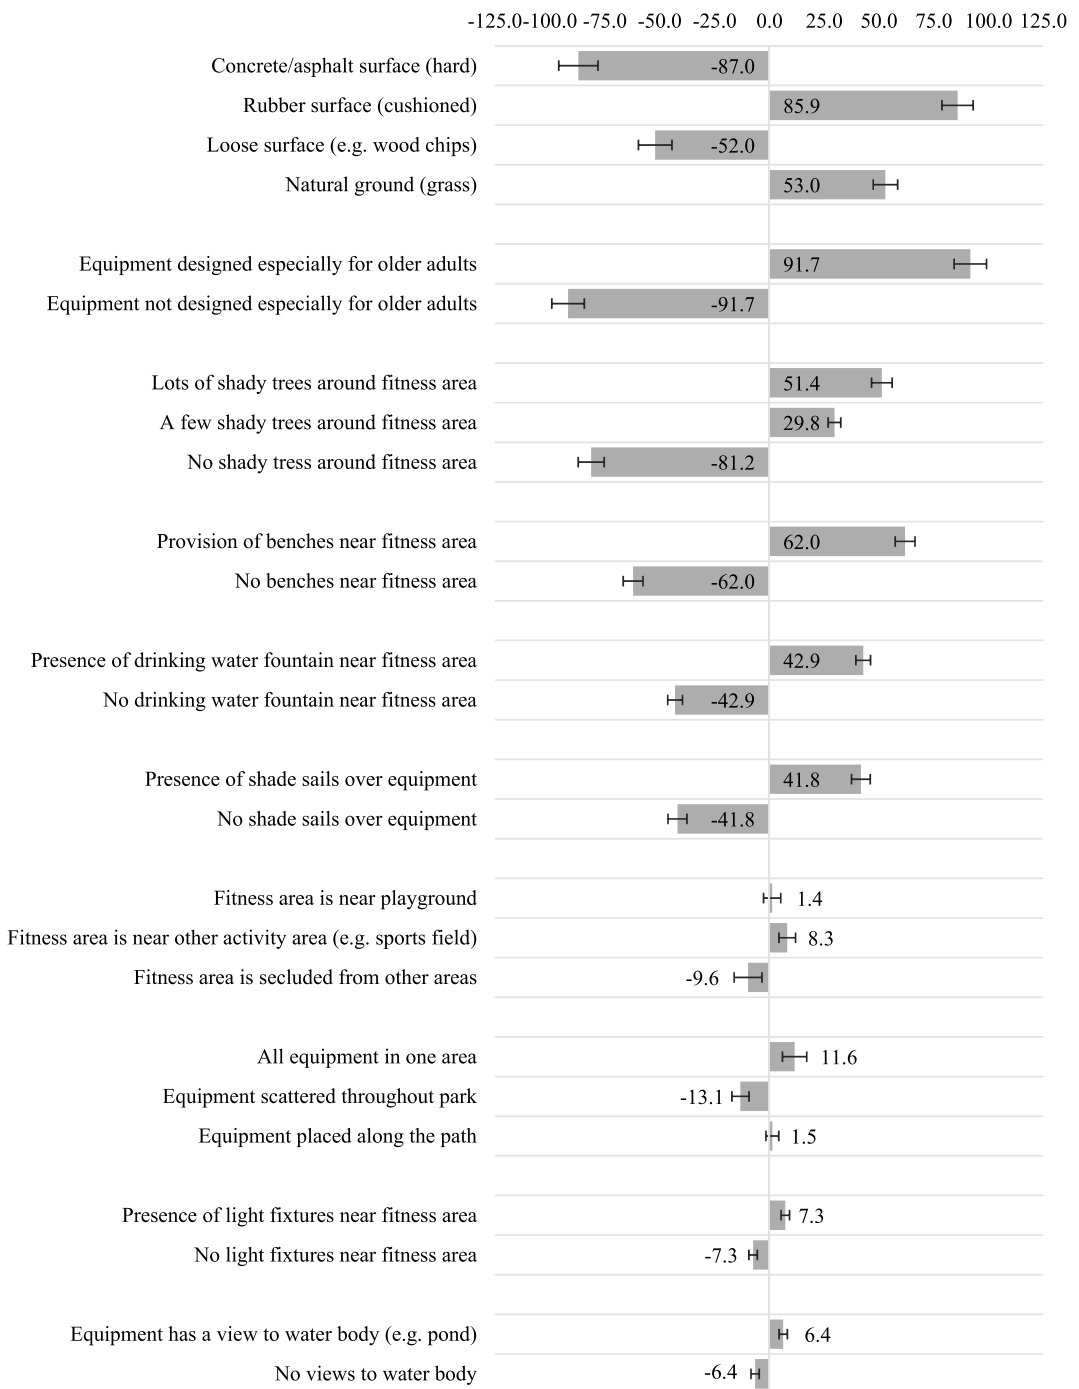 -125.0-100.0 -75.0 -50.0 -25.0 0.0 25.0 50.0 75.0 100.0 125.0
Concrete/asphalt surface (hard) -87.0
Rubber surface (cushioned) 85.9
Loose surface (e.g. wood chips) -52.0
Natural ground (grass) 53.0
Equipment designed especially for older adults 91.7
Equipment not designed especially for older adults -91.7
Lots of shady trees around fitness area 51.4
A few shady trees around fitness area 29.8
No shady tress around fitness area -81.2
Provision of benches near fitness area 62.0
No benches near fitness area -62.0
Presence of drinking water fountain near fitness area 42.9
No drinking water fountain near fitness area -42.9
Presence of shade sails over equipment 41.8
No shade sails over equipment -41.8
Fitness area is near playground 1.4
Fitness area is near other activity area (e.g. sports field) 8.3
Fitness area is secluded from other areas -9.6
All equipment in one area 11.6
Equipment scattered throughout park -13.1
Equipment placed along the path 1.5
Presence of light fixtures near fitness area 7.3
No light fixtures near fitness area -7.3
Equipment has a view to water body (e.g. pond) 6.4
No views to water body -6.4